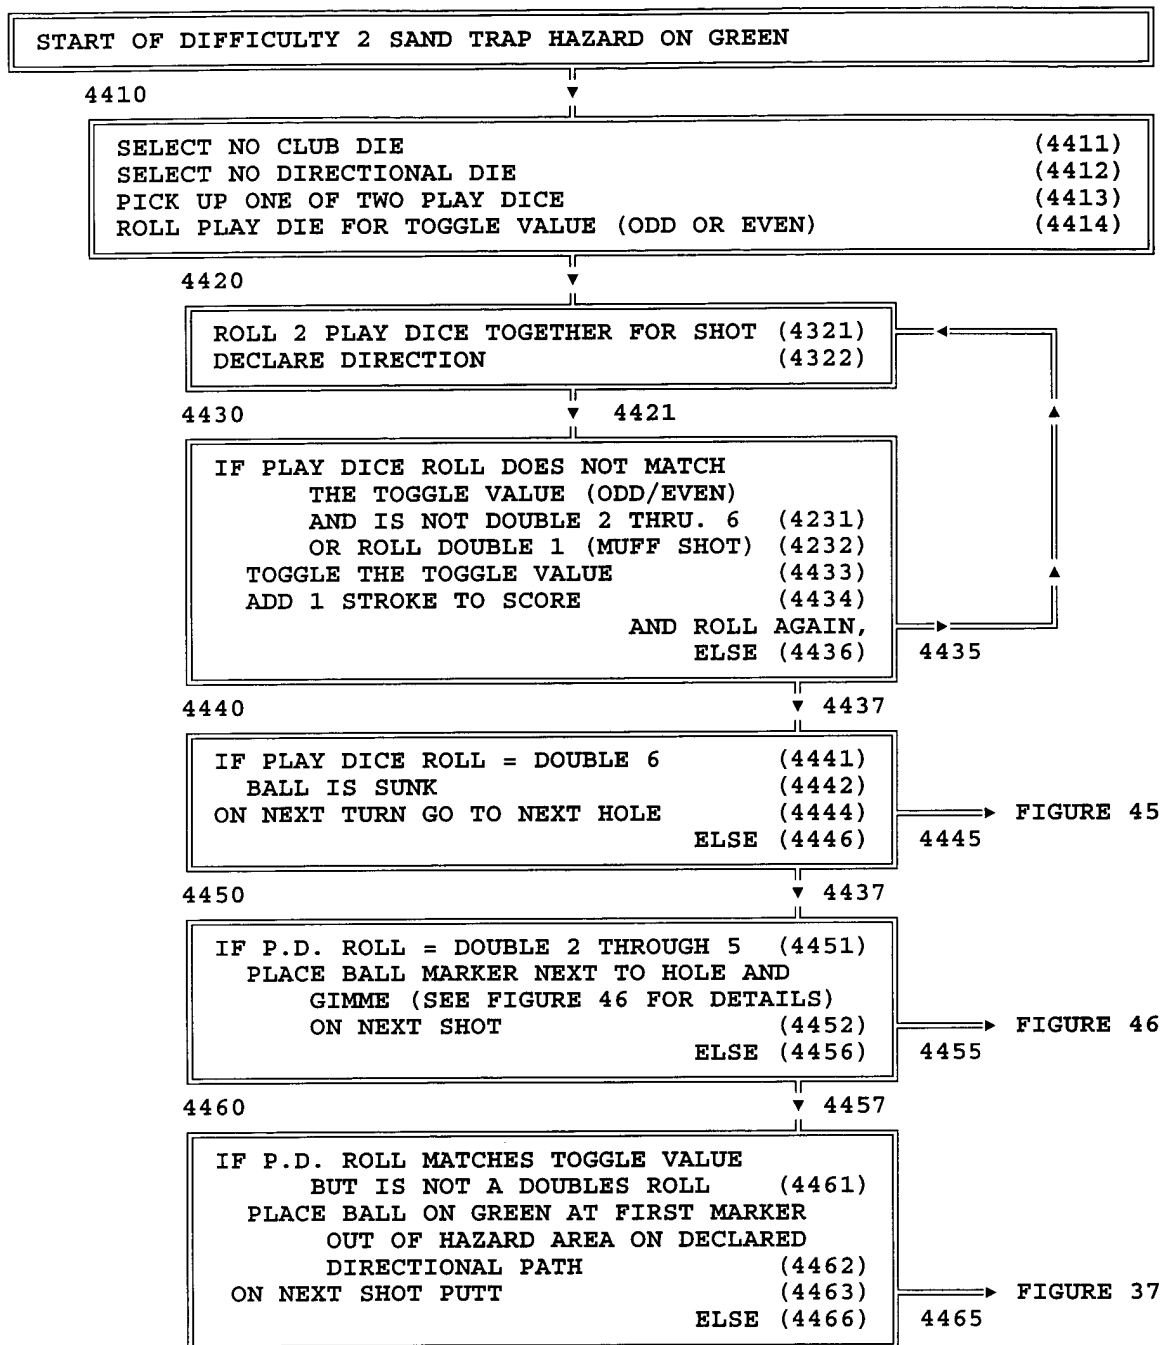 START OF DIFFICULTY 2 SAND TRAP HAZARD ON GREEN
4410
SELECT NO CLUB DIE (4411)
SELECT NO DIRECTIONAL DIE (4412)
PICK UP ONE OF TWO PLAY DICE (4413)
ROLL PLAY DIE FOR TOGGLE VALUE (ODD OR EVEN) (4414)
4420
ROLL 2 PLAY DICE TOGETHER FOR SHOT (4321)
DECLARE DIRECTION (4322)
4430 4421
IF PLAY DICE ROLL DOES NOT MATCH
THE TOGGLE VALUE (ODD/EVEN)
AND IS NOT DOUBLE 2 THRU. 6 (4231)
OR ROLL DOUBLE 1 (MUFF SHOT) (4232)
TOGGLE THE TOGGLE VALUE (4433)
ADD 1 STROKE TO SCORE (4434)
AND ROLL AGAIN,
ELSE (4436) 4435
4440 4437
IF PLAY DICE ROLL = DOUBLE 6 (4441)
BALL IS SUNK (4442)
ON NEXT TURN GO TO NEXT HOLE (4444) FIGURE 45
ELSE (4446) 4445
4450 4437
IF P.D. ROLL = DOUBLE 2 THROUGH 5 (4451)
PLACE BALL MARKER NEXT TO HOLE AND
GIMME (SEE FIGURE 46 FOR DETAILS)
ON NEXT SHOT (4452) FIGURE 46
ELSE (4456) 4455
4460 4457
IF P.D. ROLL MATCHES TOGGLE VALUE
BUT IS NOT A DOUBLES ROLL (4461)
PLACE BALL ON GREEN AT FIRST MARKER
OUT OF HAZARD AREA ON DECLARED
DIRECTIONAL PATH (4462)
ON NEXT SHOT PUTT (4463) FIGURE 37
ELSE (4466) 4465